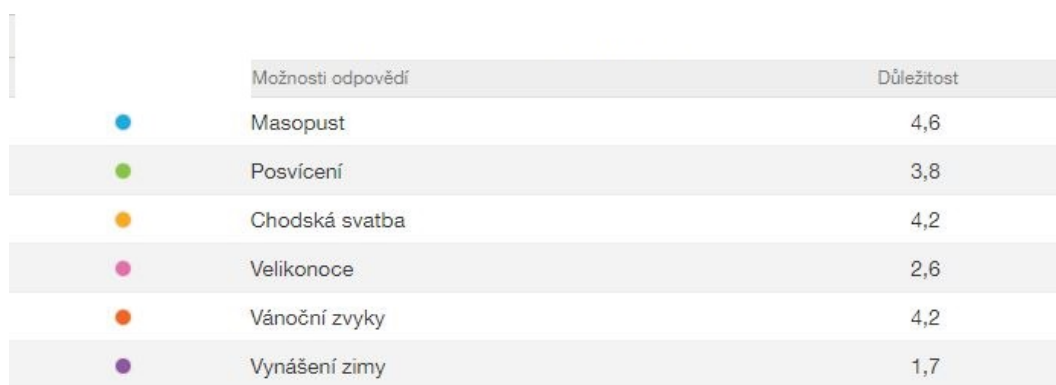 Možnosti odpovědí Důležitost
Masopust 4,6
Posvícení 3,8
Chodská svatba 4,2
Velikonoce 2,6
Vánoční zvyky 4,2
Vynášení zimy 1,7